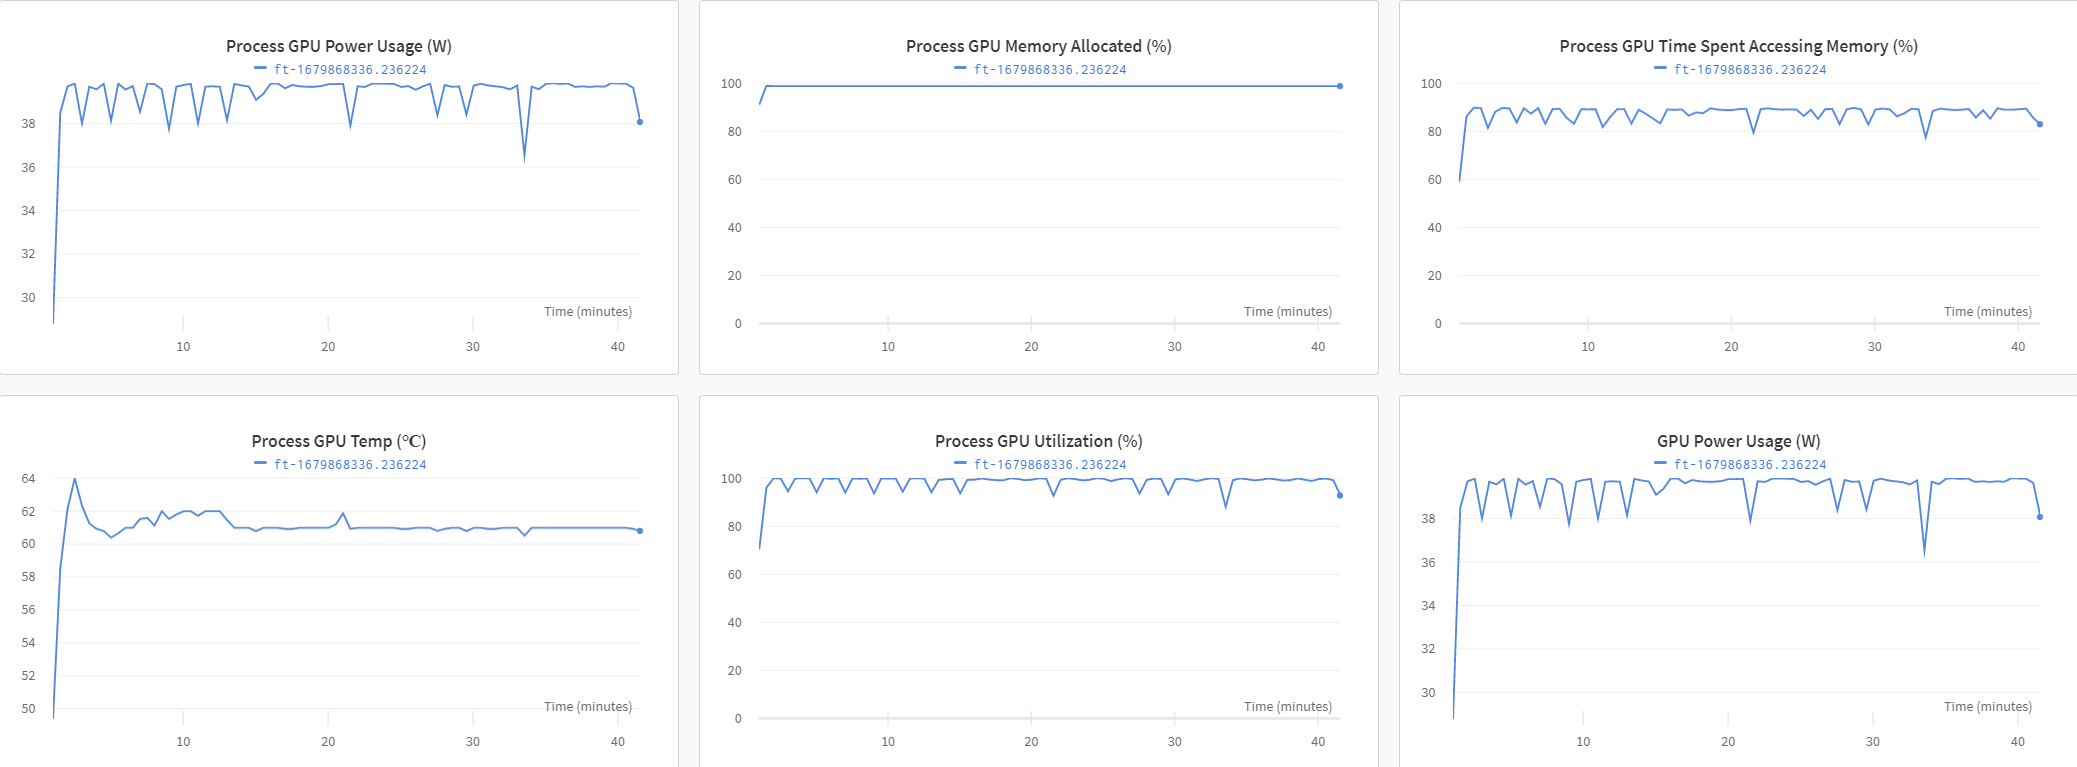 Process GPU Power Usage (W)
ft-1679868336.236224
38
36
34
32
30
Time (minutes)
10 20 30 40
Process GPU Memory Allocated (%)
ft-1679868336.236224
100
80
60
40
20
0
Time (minutes)
10 20 30 40
Process GPU Time Spent Accessing Memory (%)
ft-1679868336.236224
100
80
60
40
20
0
Time (minutes)
10 20 30 40
Process GPU Temp (℃)
ft-1679868336.236224
64
62
60
58
56
54
52
50
Time (minutes)
10 20 30 40
Process GPU Utilization (%)
ft-1679868336.236224
100
80
60
40
20
0
Time (minutes)
10 20 30 40
GPU Power Usage (W)
ft-1679868336.236224
38
36
34
32
30
Time (minutes)
10 20 30 40